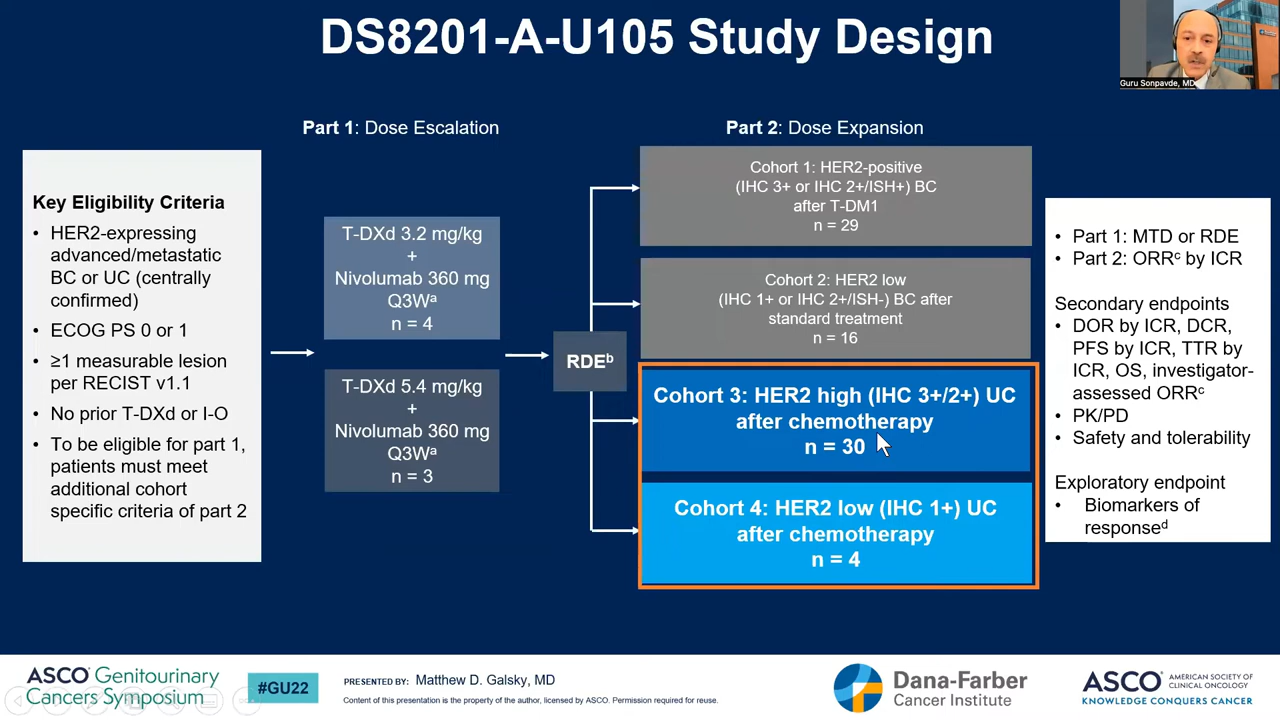 DS8201-A-U105 Study Design
Guru Sonpavde, MD
Part 1: Dose Escalation
Part 2: Dose Expansion
Key Eligibility Criteria
• HER2-expressing
advanced/metastatic
BC or UC (centrally
confirmed)
• ECOG PS 0 or 1
• ≥1 measurable lesion
per RECIST v1.1
• No prior T-DXd or I-O
• To be eligible for part 1,
patients must meet
additional cohort
specific criteria of part 2
T-DXd 3.2 mg/kg
+
Nivolumab 360 mg
Q3Wᵃ
n = 4
T-DXd 5.4 mg/kg
+
Nivolumab 360 mg
Q3Wᵃ
n = 3
RDEᵇ
Cohort 1: HER2-positive
(IHC 3+ or IHC 2+/ISH+) BC
after T-DM1
n = 29
Cohort 2: HER2 low
(IHC 1+ or IHC 2+/ISH-) BC after
standard treatment
n = 16
Cohort 3: HER2 high (IHC 3+/2+) UC
after chemotherapy
n = 30
Cohort 4: HER2 low (IHC 1+) UC
after chemotherapy
n = 4
• Part 1: MTD or RDE
• Part 2: ORRᶜ by ICR
Secondary endpoints
• DOR by ICR, DCR,
PFS by ICR, TTR by
ICR, OS, investigator-
assessed ORRᶜ
• PK/PD
• Safety and tolerability
Exploratory endpoint
• Biomarkers of
responseᵈ
ASCO Genitourinary
Cancers Symposium
#GU22
PRESENTED BY: Matthew D. Galsky, MD
Content of this presentation is the property of the author, licensed by ASCO. Permission required for reuse.
Dana-Farber
Cancer Institute
ASCO AMERICAN SOCIETY OF
CLINICAL ONCOLOGY
KNOWLEDGE CONQUERS CANCER